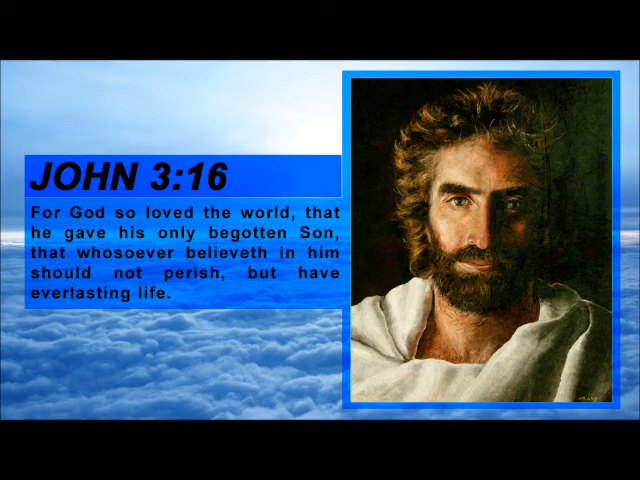 JOHN 3:16
For God so loved the world, that
he gave his only begotten Son,
that whosoever believeth in him
should not perish, but have
everlasting life.